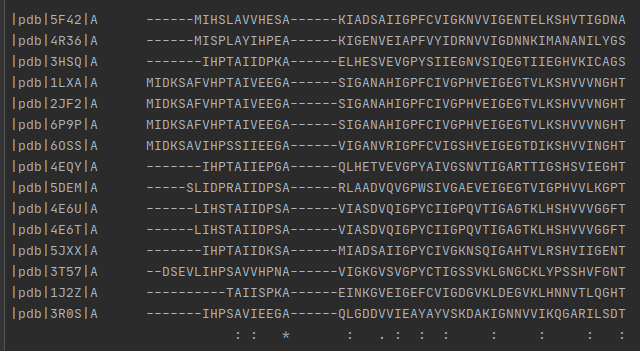 |pdb|5F42|A      ------MIHSLAVVHESA------KIADSAIIGPFCVIGKNVVIGENTELKSHVTIGDNA
|pdb|4R36|A      ------MISPLAYIHPEA------KIGENVEIAPFVYIDRNVVIGDNNKIMANANILYGS
|pdb|3HSQ|A      -------IHPTAIIDPKA------ELHESVEVGPYSIIEGNVSIQEGTIIEGHVKICAGS
|pdb|1LXA|A      MIDKSAFVHPTAIVEEGA------SIGANAHIGPFCIVGPHVEIGEGTVLKSHVVVNGHT
|pdb|2JF2|A      MIDKSAFVHPTAIVEEGA------SIGANAHIGPFCIVGPHVEIGEGTVLKSHVVVNGHT
|pdb|6P9P|A      MIDKSAFVHPTAIVEEGA------SIGANAHIGPFCIVGPHVEIGEGTVLKSHVVVNGHT
|pdb|6OSS|A      MIDKSAVIHPSSIIEEGA------VIGANVRIGPFCVIGSHVEIGEGTDIKSHVVINGHT
|pdb|4EQY|A      -------IHPTAIIEPGA------QLHETVEVGPYAIVGSNVTIGARTTIGSHSVIEGHT
|pdb|5DEM|A      -----SLIDPRAIIDPSA------RLAADVQVGPWSIVGAEVEIGEGTVIGPHVVLKGPT
|pdb|4E6U|A      ------LIHSTAIIDPSA------VIASDVQIGPYCIIGPQVTIGAGTKLHSHVVVGGFT
|pdb|4E6T|A      ------LIHSTAIIDPSA------VIASDVQIGPYCIIGPQVTIGAGTKLHSHVVVGGFT
|pdb|5JXX|A      -------IHPTAIIDKSA------MIADSAIIGPYCIVGKNSQIGAHTVLRSHVIIGENT
|pdb|3T57|A      --DSEVLIHPSAVVHPNA------VIGKGVSVGPYCTIGSSVKLGNGCKLYPSSHVFGNT
|pdb|1J2Z|A      ----------TAIISPKA------EINKGVEIGEFCVIGDGVKLDEGVKLHNNVTLQGHT
|pdb|3R0S|A      -------IHPSAVIEEGA------QLGDDVVIEAYAYVSKDAKIGNNVVIKQGARILSDT
                           : :   *       :   . :  :  :     :     :     :   :